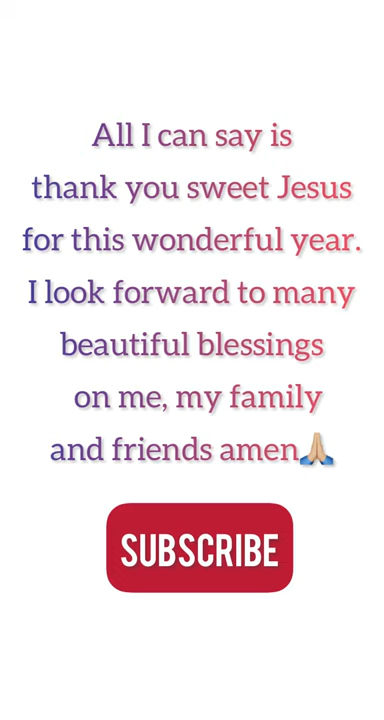 All I can say is
thank you sweet Jesus
for this wonderful year.
I look forward to many
beautiful blessings
on me, my family
and friends amen🙏🏼
SUBSCRIBE